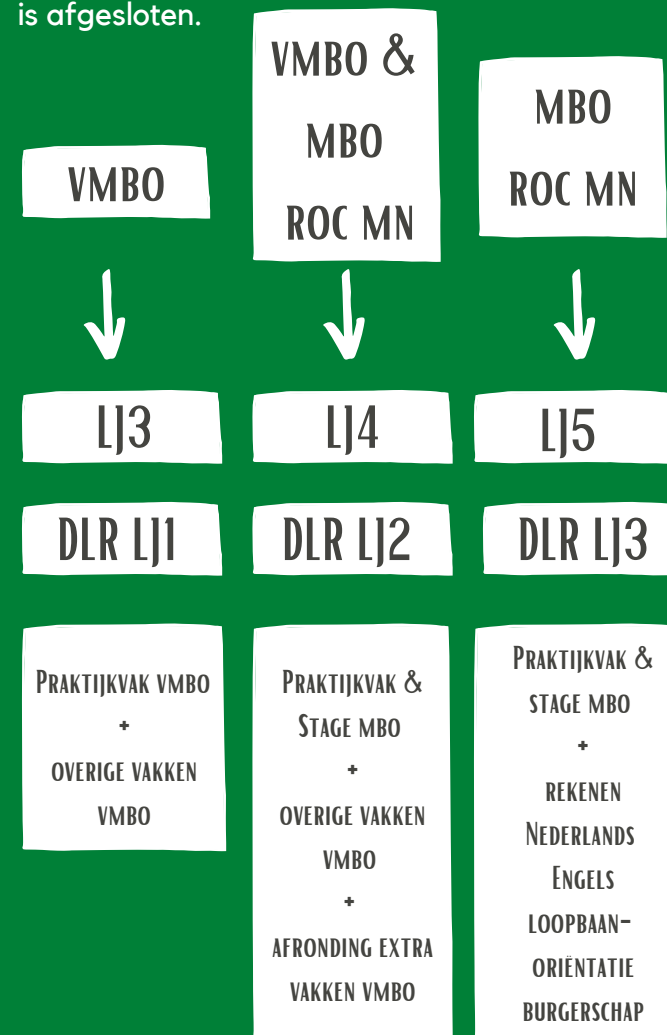 is afgesloten.
VMBO
VMBO &
MBO
ROC MN
MBO
ROC MN
LJ3
LJ4
LJ5
DLR LJ1
DLR LJ2
DLR LJ3
Praktijkvak vmbo
+
overige vakken
vmbo
Praktijkvak &
Stage mbo
+
overige vakken
vmbo
+
afronding extra
vakken vmbo
Praktijkvak &
stage mbo
+
rekenen
Nederlands
Engels
loopbaan-
oriëntatie
burgerschap